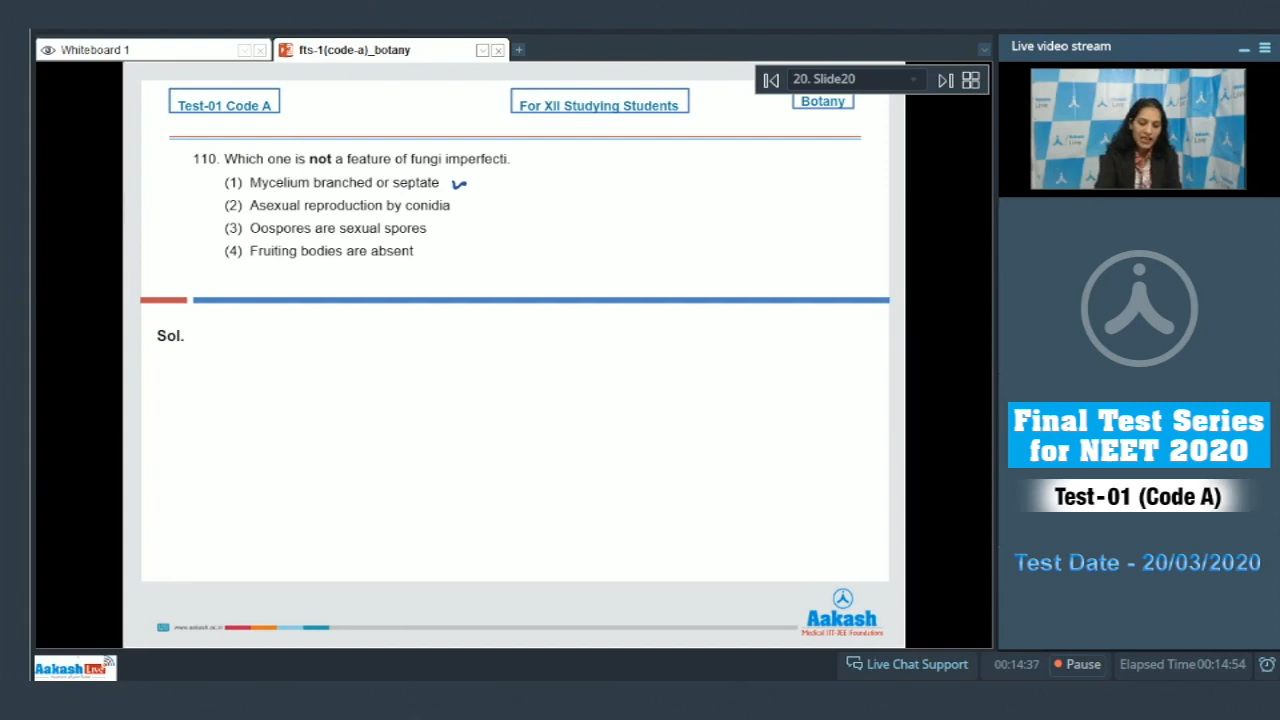 Whiteboard 1
fts-1(code-a)_botany
Live video stream
20. Slide20
Test-01 Code A
For XII Studying Students
Botany
110. Which one is not a feature of fungi imperfecti.
(1) Mycelium branched or septate
(2) Asexual reproduction by conidia
(3) Oospores are sexual spores
(4) Fruiting bodies are absent
Sol.
Final Test Series
for NEET 2020
Test-01 (Code A)
Test Date - 20/03/2020
www.aakash.ac.in
Aakash
Medical IIT-JEE Foundations
Aakash Live
Live Chat Support
00:14:37
Pause
Elapsed Time 00:14:54